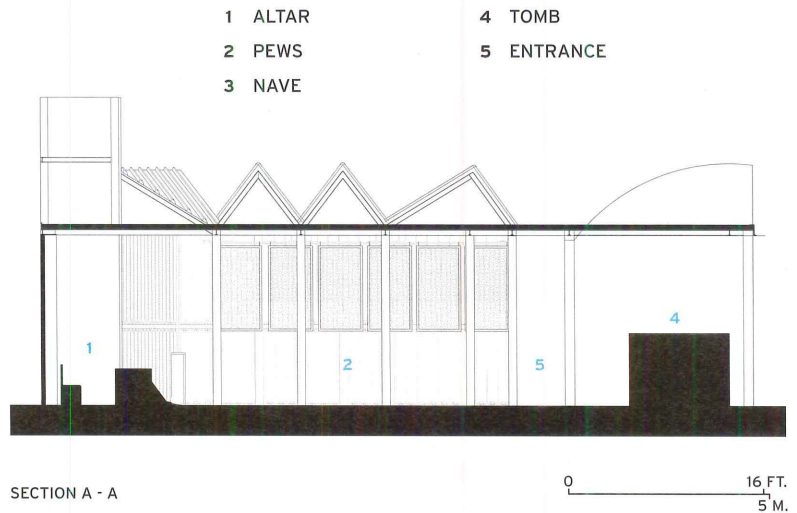 1 ALTAR
2 PEWS
3 NAVE
4 TOMB
5 ENTRANCE
1
2
5
4
SECTION A - A
0 16 FT.
5 M.